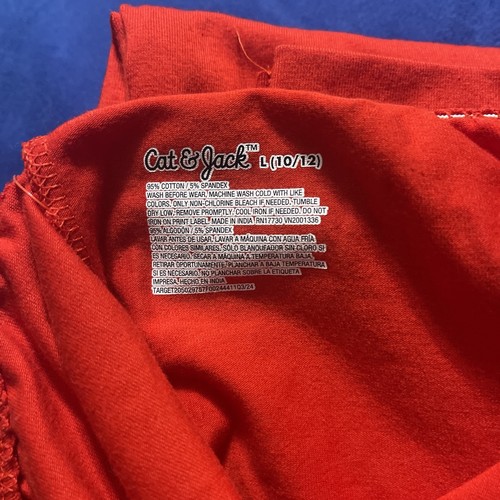 Cat & Jack™ L (10/12)
95% COTTON / 5% SPANDEX
WASH BEFORE WEAR, MACHINE WASH COLD WITH LIKE
COLORS, ONLY NON-CHLORINE BLEACH IF NEEDED, TUMBLE
DRY LOW, REMOVE PROMPTLY, COOL IRON IF NEEDED. DO NOT
IRON ON PRINT LABEL. MADE IN INDIA. RN17730 VN2001336
95% ALGODÓN / 5% SPANDEX
LAVAR ANTES DE USAR, LAVAR A MÁQUINA CON AGUA FRÍA
CON COLORES SIMILARES, SÓLO BLANQUEADOR SIN CLORO SI
ES NECESARIO, SECAR A MÁQUINA A TEMPERATURA BAJA,
RETIRAR OPORTUNAMENTE, PLANCHAR A BAJA TEMPERATURA
SI ES NECESARIO. NO PLANCHAR SOBRE LA ETIQUETA
IMPRESA, HECHO EN INDIA